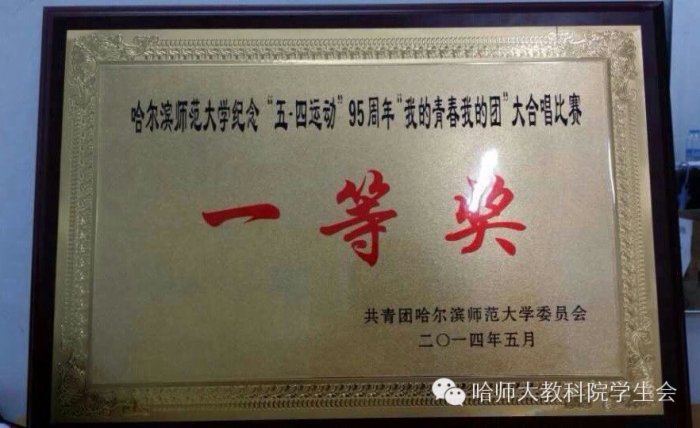 哈尔滨师范大学纪念“五·四运动”95周年“我的青春我的团”大合唱比赛
一等奖
共青团哈尔滨师范大学委员会
二〇一四年五月
哈师大教科院学生会